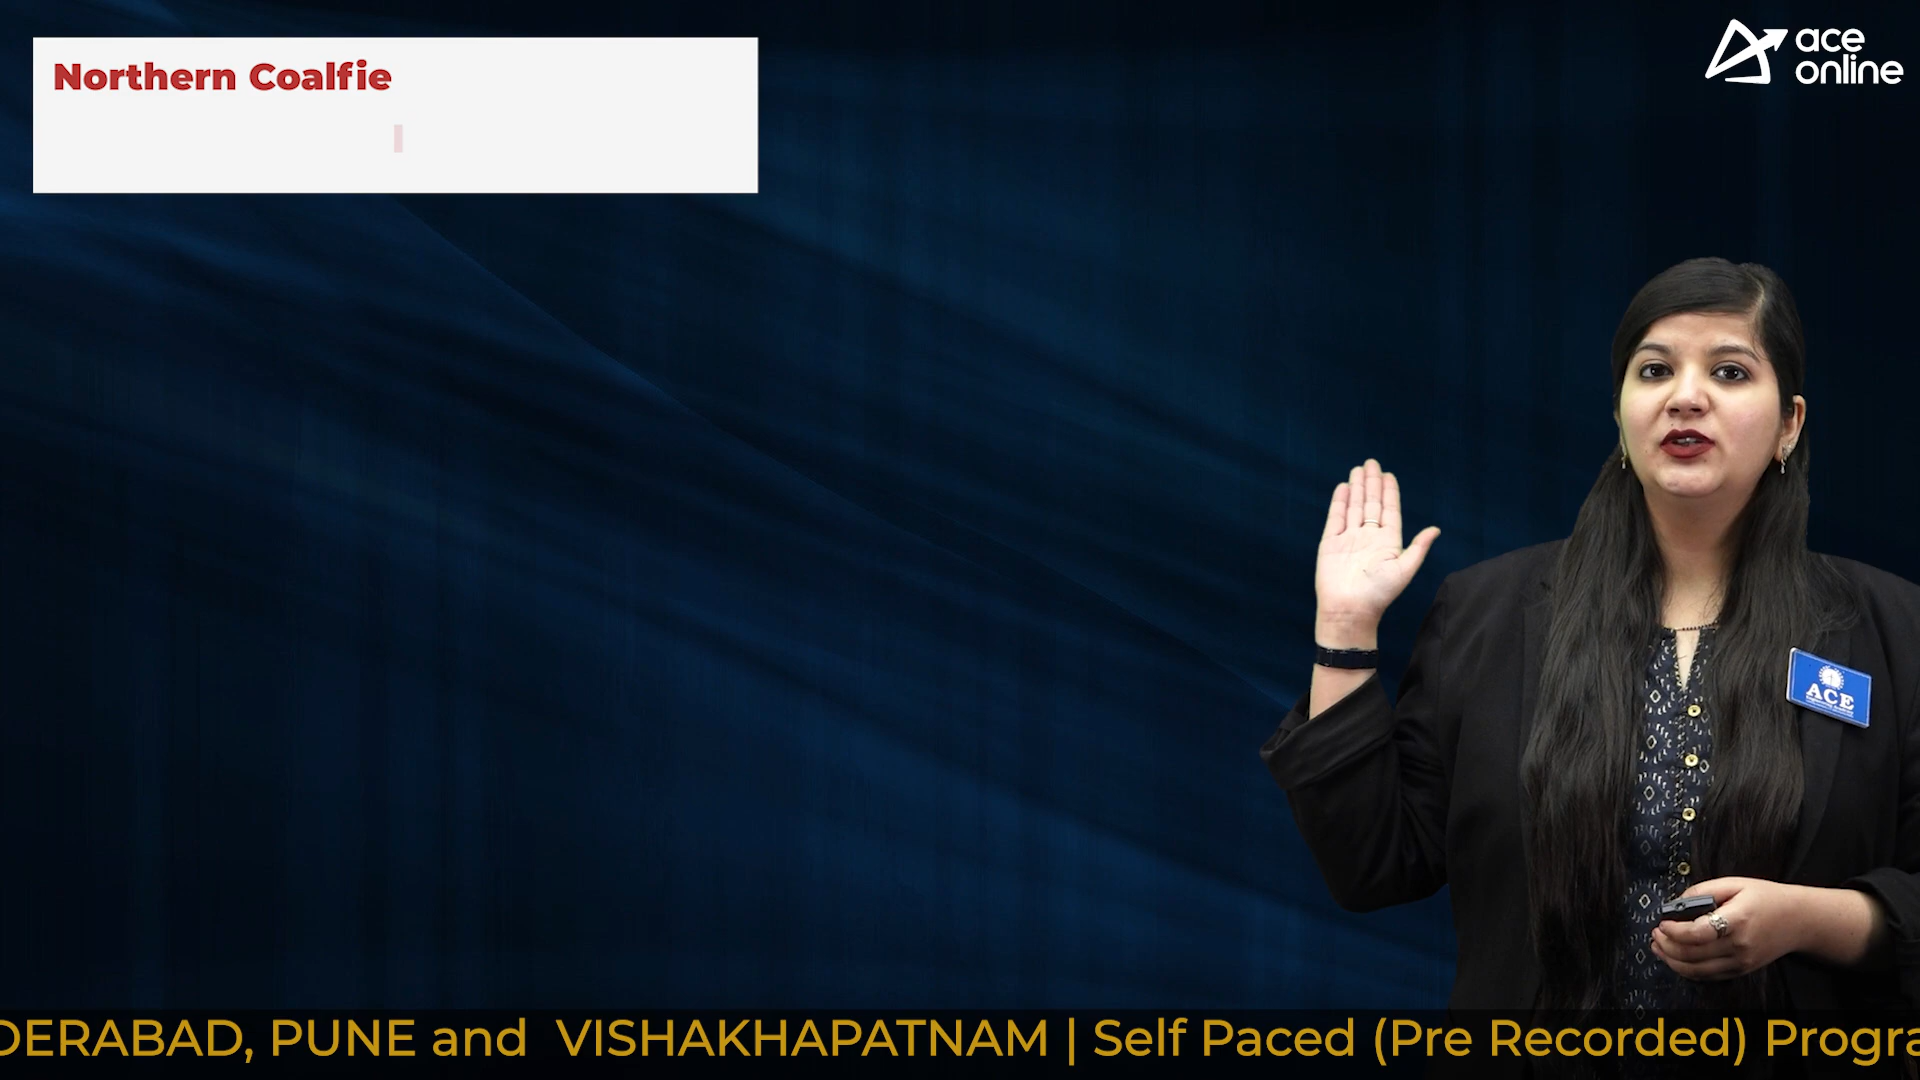 Northern Coalfie
ace
online
ACE
DERABAD, PUNE and VISHAKHAPATNAM | Self Paced (Pre Recorded) Progra